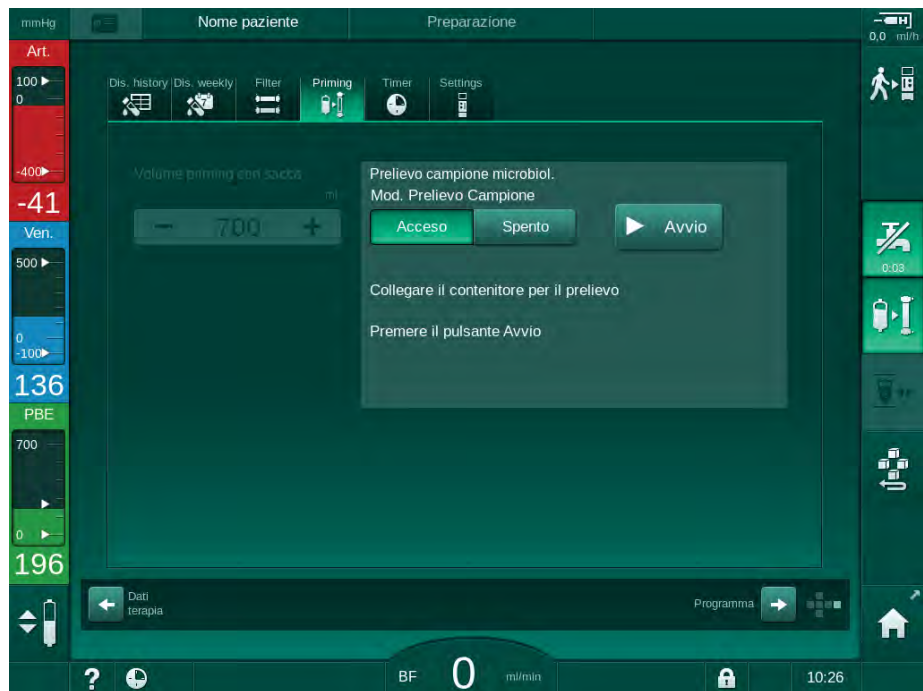 mmHg
Nome paziente
Preparazione
0,0 ml/h
Art.
100
0
-400
-41
Ven.
500
0
-100
136
PBE
700
0
196
Dis. history
Dis. weekly
Filter
Priming
Timer
Settings
7
Volume priming con sacca
ml
700
Prelievo campione microbiol.
Mod. Prelievo Campione
Acceso
Spento
Avvio
Collegare il contenitore per il prelievo
Premere il pulsante Avvio
0:03
Dati
terapia
Programma
?
BF 0 ml/min
10:26